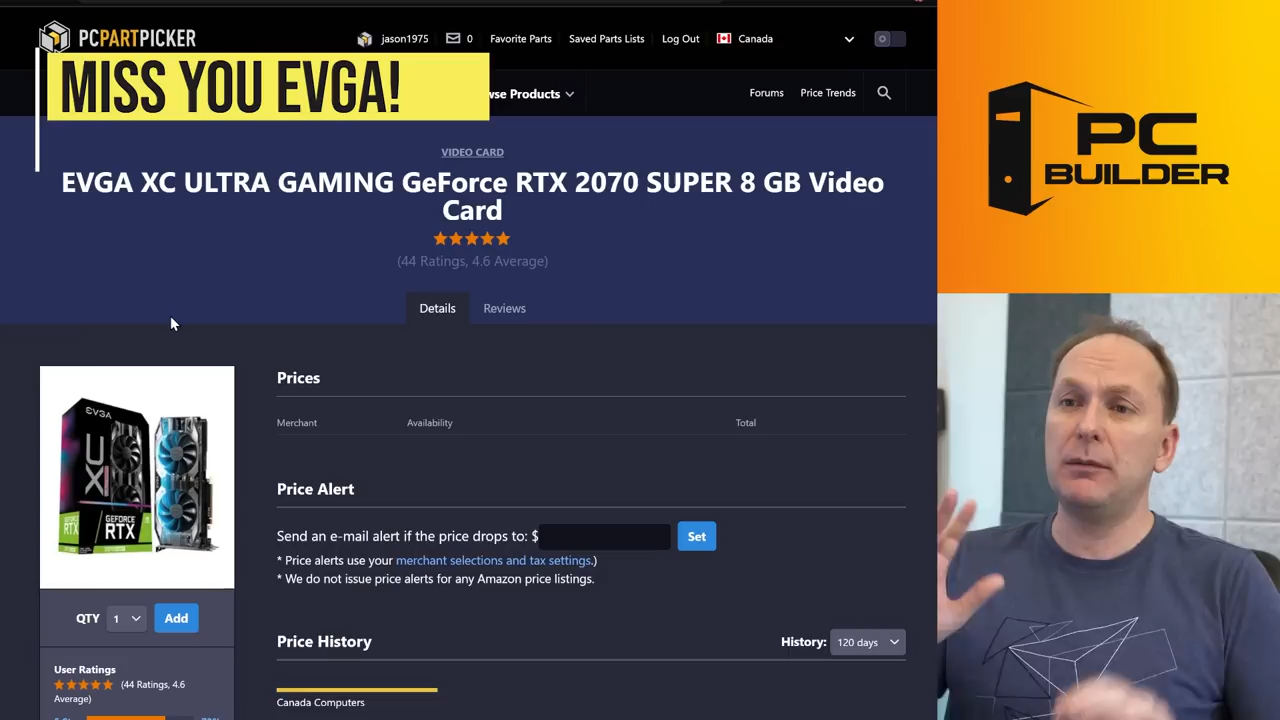 PCPARTPICKER
jason1975
0
Favorite Parts
Saved Parts Lists
Log Out
Canada
MISS YOU EVGA!
wse Products
Forums
Price Trends
VIDEO CARD
EVGA XC ULTRA GAMING GeForce RTX 2070 SUPER 8 GB Video
Card
(44 Ratings, 4.6 Average)
Details
Reviews
PC
BUILDER
Prices
Merchant
Availability
Total
EVGA
XC
GEFORCE
RTX
Price Alert
Send an e-mail alert if the price drops to: $
Set
* Price alerts use your merchant selections and tax settings.)
* We do not issue price alerts for any Amazon price listings.
QTY
1
Add
Price History
History:
120 days
User Ratings
(44 Ratings, 4.6
Average)
Canada Computers